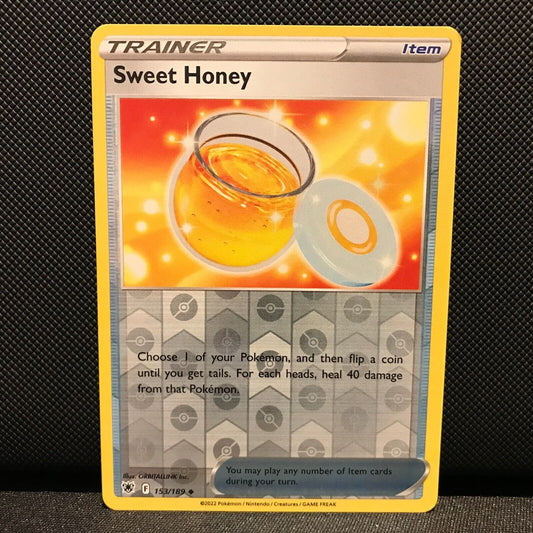 TRAINER Item
Sweet Honey
Choose 1 of your Pokémon, and then flip a coin
until you get tails. For each heads, heal 40 damage
from that Pokémon.
Illus. ORBITALLINK Inc.
F 153/189
You may play any number of Item cards
during your turn.
©2022 Pokémon / Nintendo / Creatures / GAME FREAK